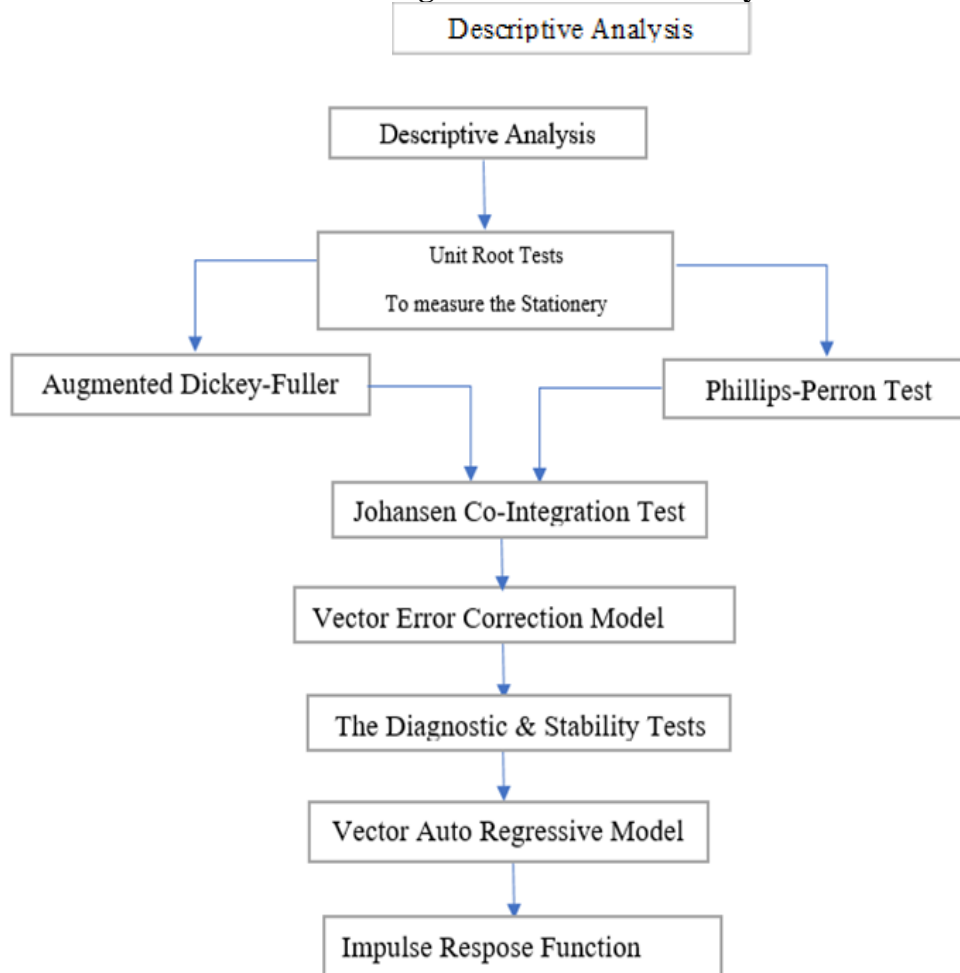 Descriptive Analysis
Descriptive Analysis
Unit Root Tests
To measure the Stationery
Augmented Dickey-Fuller
Phillips-Perron Test
Johansen Co-Integration Test
Vector Error Correction Model
The Diagnostic & Stability Tests
Vector Auto Regressive Model
Impulse Respose Function